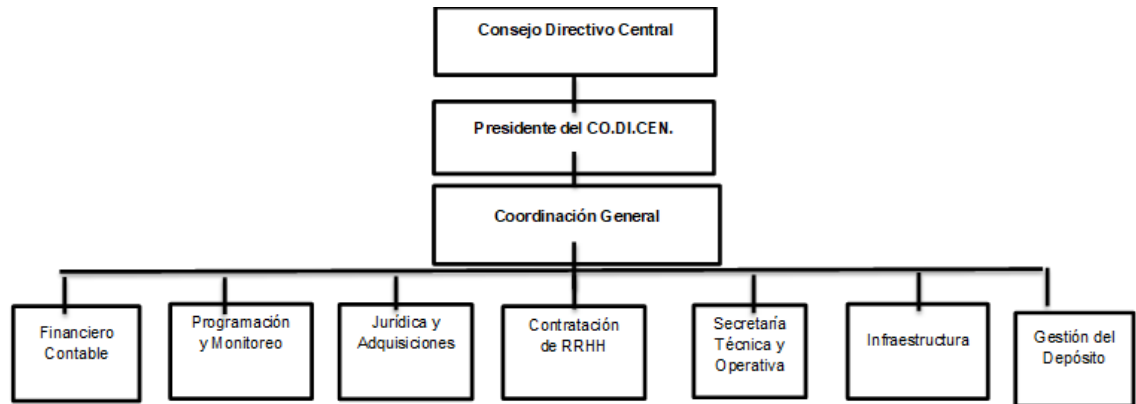 Consejo Directivo Central
Presidente del CO.DI.CEN.
Coordinación General
Financiero
Contable
Programación
y Monitoreo
Jurídica y
Adquisiciones
Contratación
de RRHH
Secretaría
Técnica y
Operativa
Infraestructura
Gestión del
Depósito